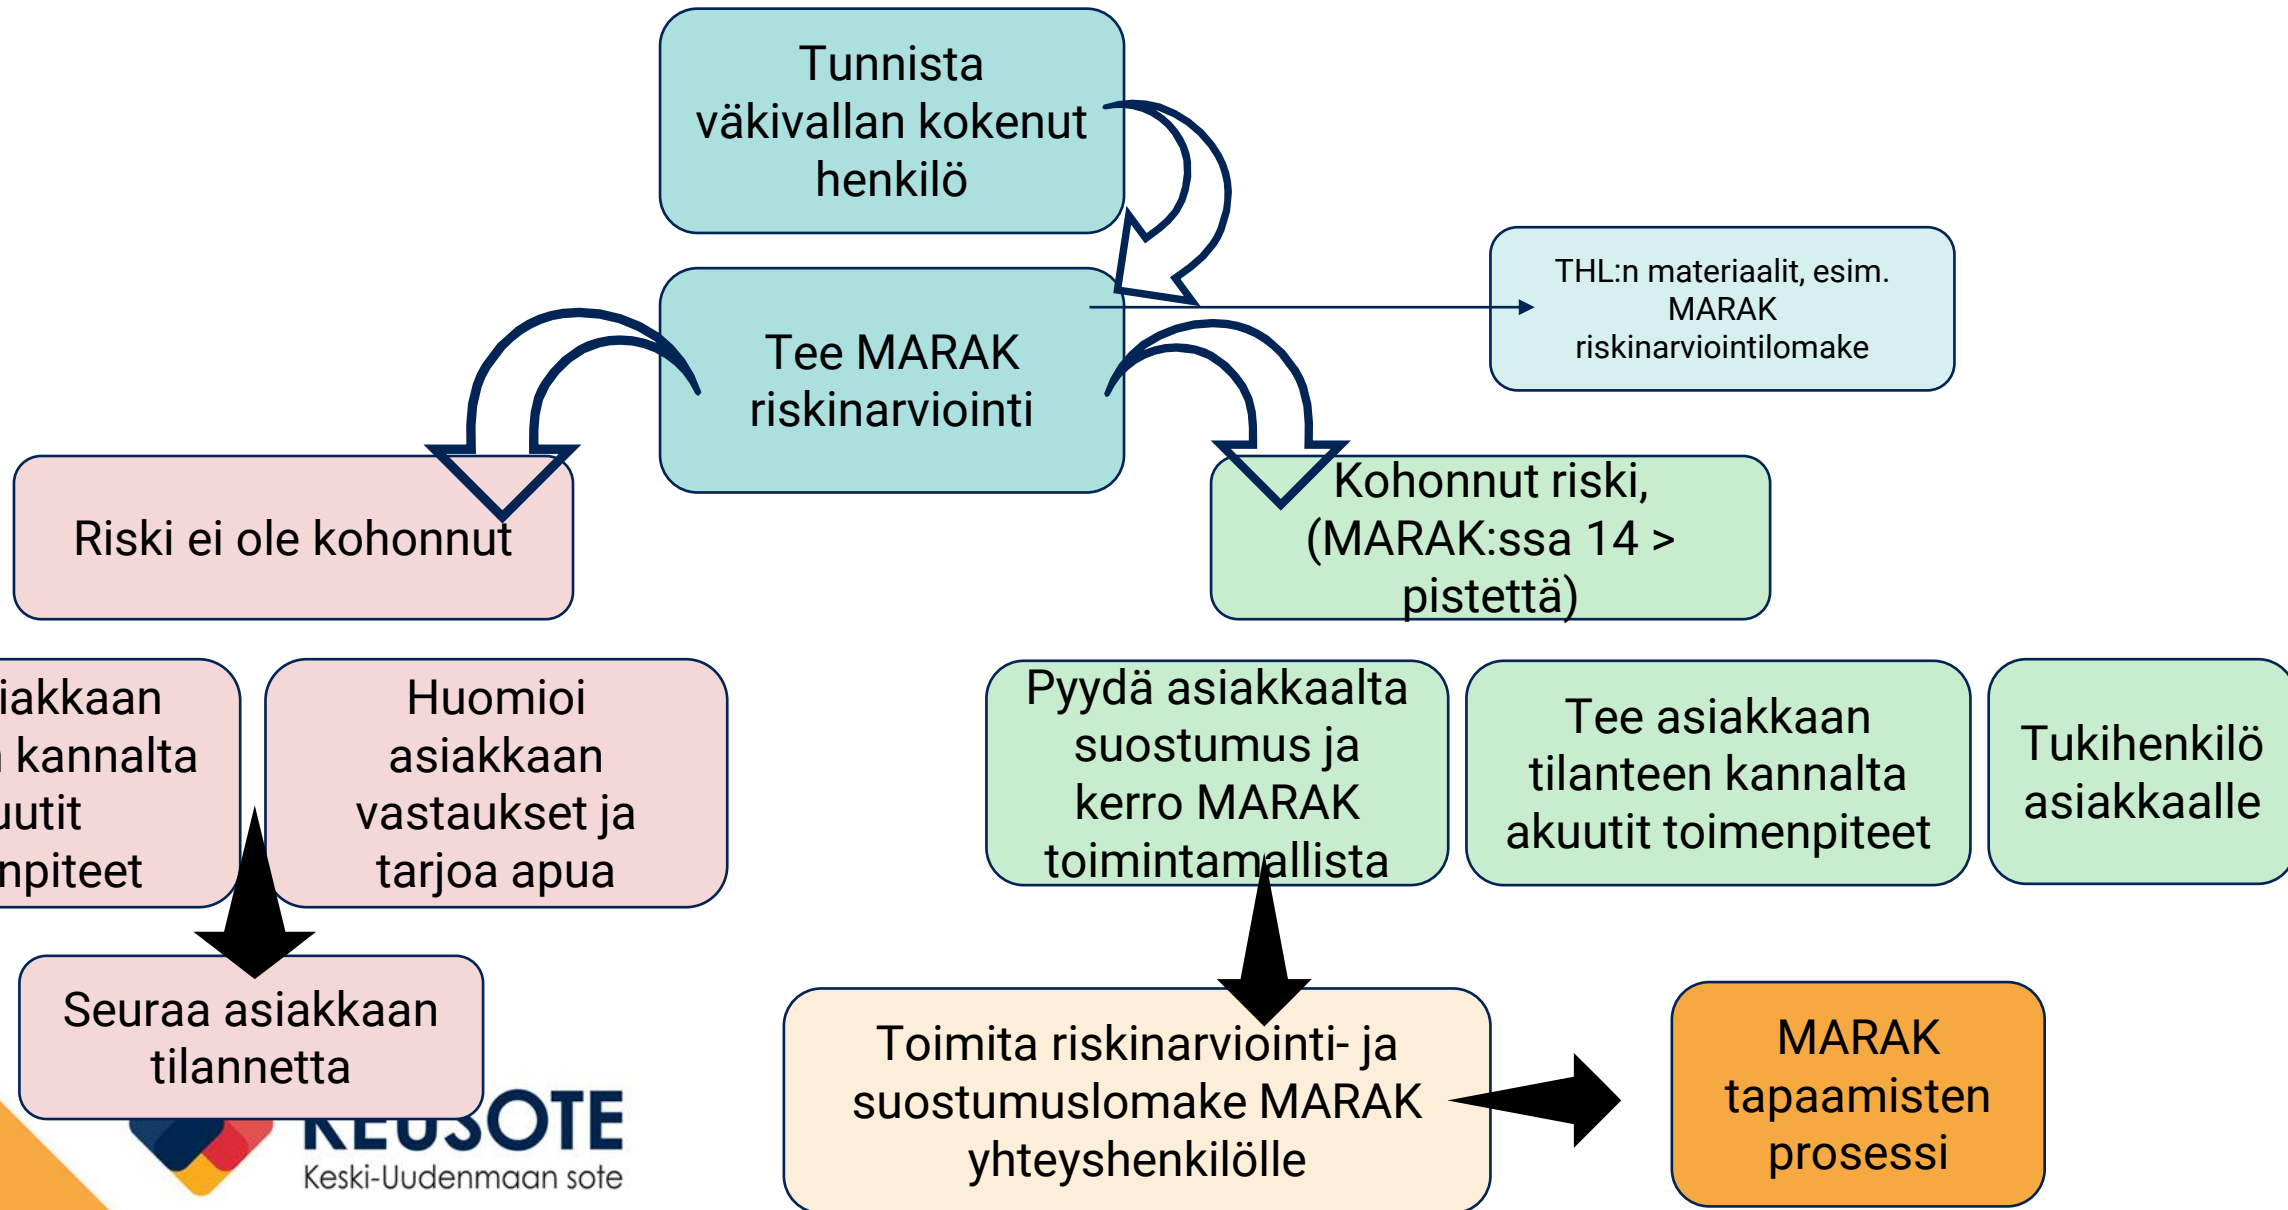 Tunnista
väkivallan kokenut
henkilö
THL:n materiaalit, esim.
MARAK
riskinarviointilomake
Tee MARAK
riskinarviointi
Riski ei ole kohonnut
Kohonnut riski,
(MARAK:ssa 14 >
pistettä)
kannalta
Huomioi
asiakkaan
vastaukset ja
tarjoa apua
Pyydä asiakkaalta
suostumus ja
kerro MARAK
toimintamallista
Tee asiakkaan
tilanteen kannalta
akuutit toimenpiteet
Tukihenkilö
asiakkaalle
Seuraa asiakkaan
tilannetta
Toimita riskinarviointi- ja
suostumuslomake MARAK
yhteyshenkilölle
MARAK
tapaamisten
prosessi
KEUSOTE
Keski-Uudenmaan sote